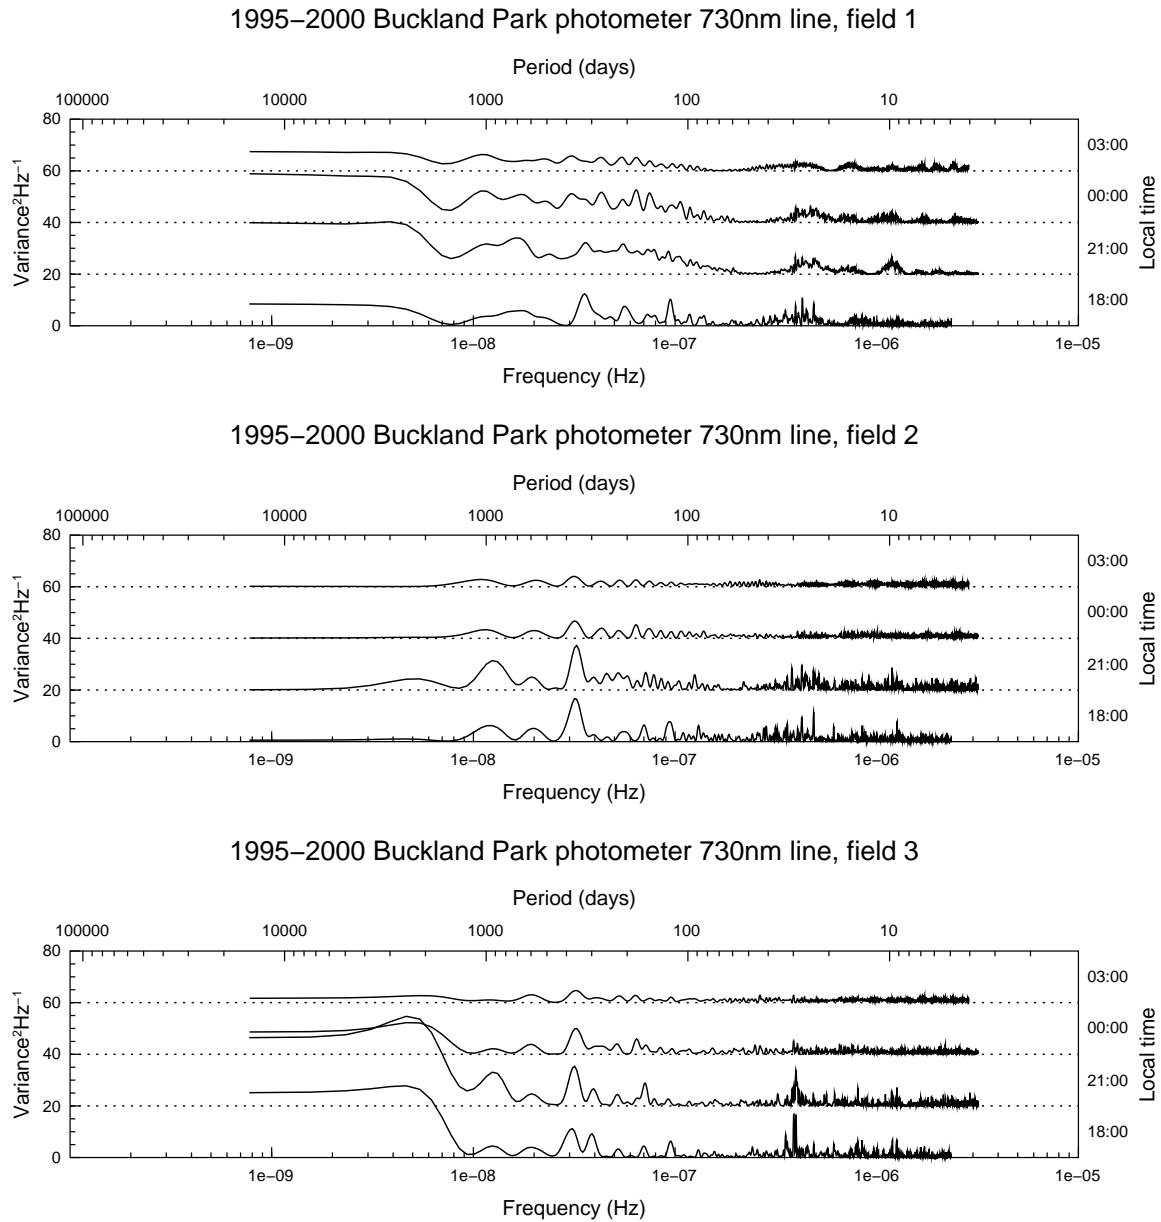 1995−2000 Buckland Park photometer 730nm line, field 1
Period (days)
100000 10000 1000 100 10
80
60
40
20
0
Variance²Hz⁻¹
03:00
00:00
21:00
18:00
Local time
1e−09 1e−08 1e−07 1e−06 1e−05
Frequency (Hz)
1995−2000 Buckland Park photometer 730nm line, field 2
Period (days)
100000 10000 1000 100 10
80
60
40
20
0
Variance²Hz⁻¹
03:00
00:00
21:00
18:00
Local time
1e−09 1e−08 1e−07 1e−06 1e−05
Frequency (Hz)
1995−2000 Buckland Park photometer 730nm line, field 3
Period (days)
100000 10000 1000 100 10
80
60
40
20
0
Variance²Hz⁻¹
03:00
00:00
21:00
18:00
Local time
1e−09 1e−08 1e−07 1e−06 1e−05
Frequency (Hz)